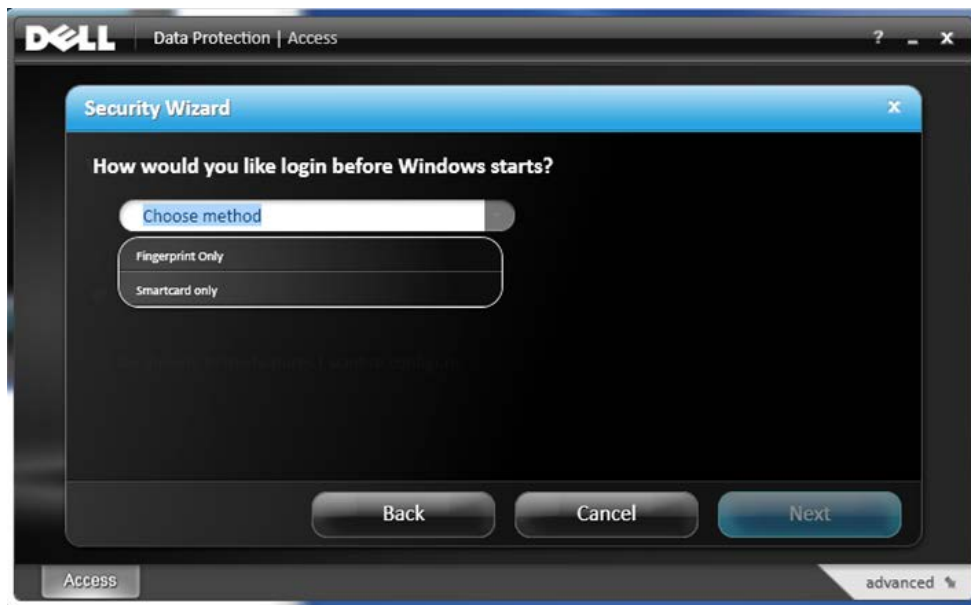 DELL Data Protection | Access ? _ x
Security Wizard x
How would you like login before Windows starts?
Choose method
Fingerprint Only
Smartcard only
Back Cancel Next
Access advanced